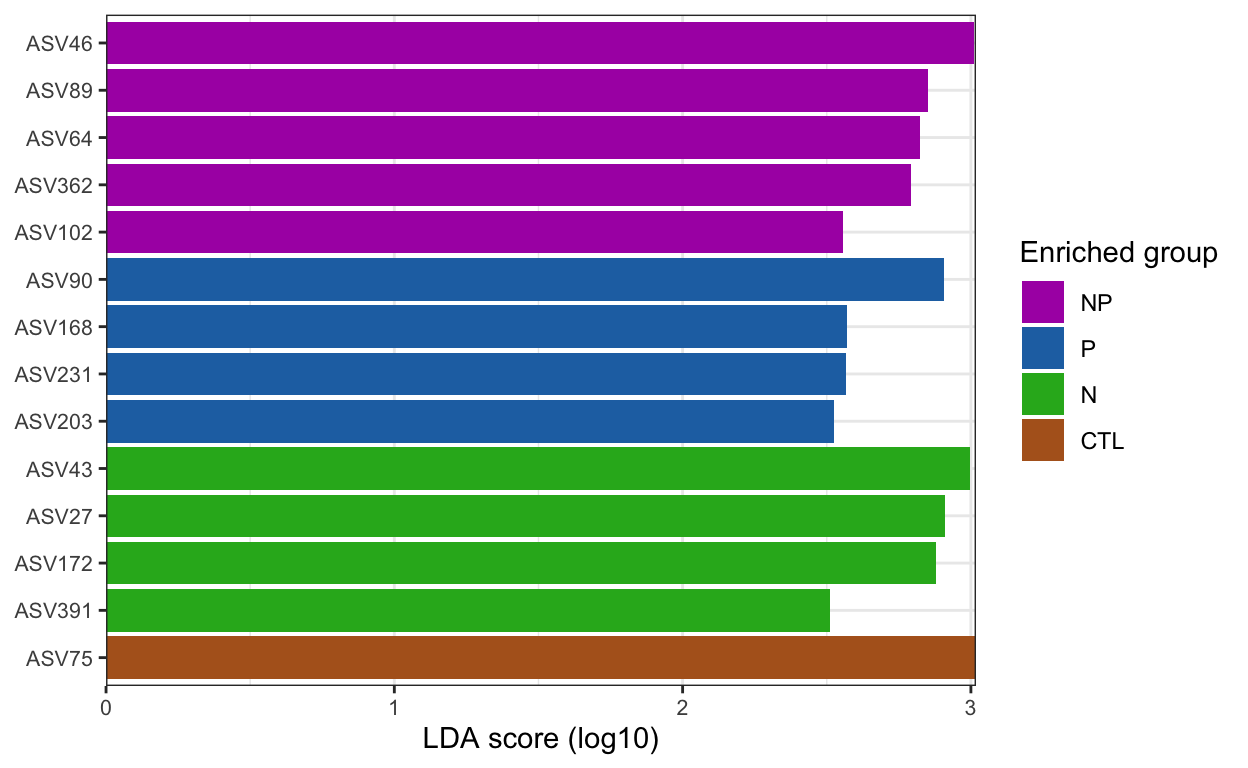 ASV46
ASV89
ASV64
ASV362
ASV102
ASV90
ASV168
ASV231
ASV203
ASV43
ASV27
ASV172
ASV391
ASV75
0 1 2 3
LDA score (log10)
Enriched group
NP
P
N
CTL